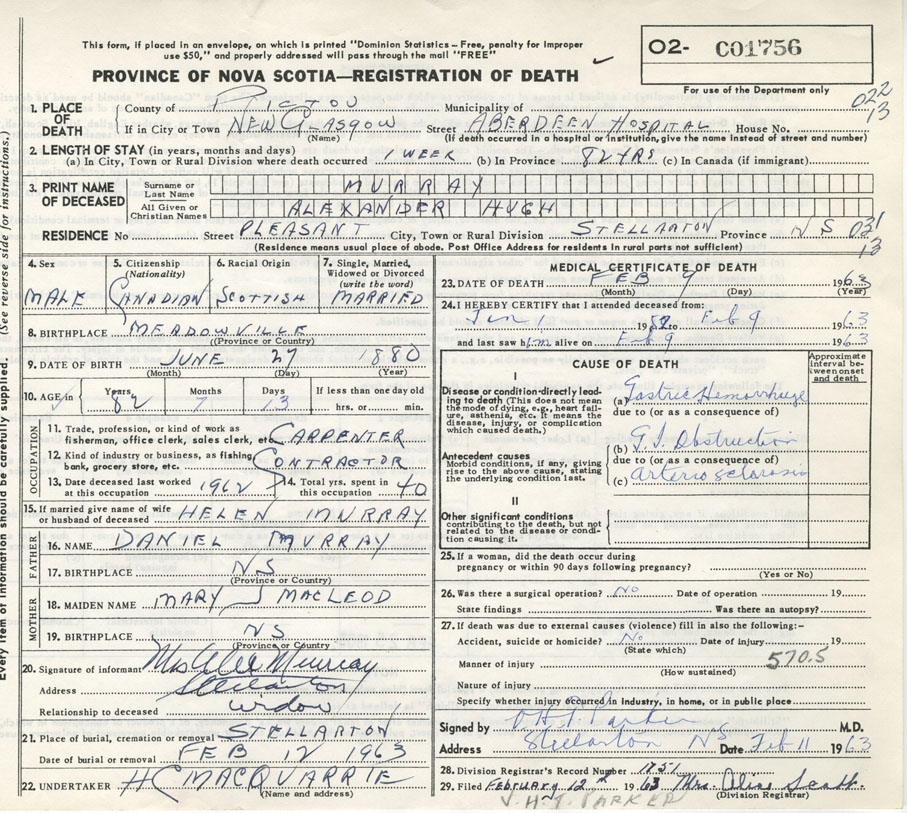 This form, if placed in an envelope, on which is printed "Dominion Statistics – Free, penalty for improper
use $50," and properly addressed will pass through the mail "FREE"
PROVINCE OF NOVA SCOTIA—REGISTRATION OF DEATH
O2- C01756
For use of the Department only
022
13
1. PLACE OF DEATH
County of PICTOU Municipality of
If in City or Town NEW GLASGOW Street ABERDEEN HOSPITAL House No.
(Name) (If death occurred in hospital or institution, give the name instead of street and number)
2. LENGTH OF STAY (in years, months and days)
(a) In City, Town or Rural Division where death occurred 1 WEEK (b) In Province 82 YRS (c) In Canada (if immigrant)
3. PRINT NAME OF DECEASED
Surname or Last Name MURRAY
All Given or Christian Names ALEXANDER HUGH
RESIDENCE No Street PLEASANT City, Town or Rural Division STELLARTON Province N S 031
13
(Residence means usual place of abode. Post Office Address for residents in rural parts not sufficient)
4. Sex MALE
5. Citizenship (Nationality) CANADIAN
6. Racial Origin SCOTTISH
7. Single, Married, Widowed or Divorced (write the word) MARRIED
8. BIRTHPLACE MEADOWVILLE
(Province or Country)
9. DATE OF BIRTH JUNE 27 1880
(Month) (Day) (Year)
10. AGE in Years 82 Months 7 Days 13 If less than one day old
hrs. or min.
OCCUPATION
11. Trade, profession, or kind of work as
fisherman, office clerk, sales clerk, etc. CARPENTER
12. Kind of industry or business, as fishing
bank, grocery store, etc. CONTRACTOR
13. Date deceased last worked
at this occupation 1962
14. Total yrs. spent in
this occupation 40
15. If married give name of wife
or husband of deceased HELEN MURRAY
FATHER
16. NAME DANIEL MURRAY
17. BIRTHPLACE NS
(Province or Country)
MOTHER
18. MAIDEN NAME MARY J MACLEOD
19. BIRTHPLACE NS
(Province or Country)
20. Signature of informant Mrs Alex Murray
Address Stellarton
Relationship to deceased widow
21. Place of burial, cremation or removal STELLARTON
Date of burial or removal FEB 12 1963
22. UNDERTAKER HC MACQUARRIE
(Name and address)
MEDICAL CERTIFICATE OF DEATH
23. DATE OF DEATH FEB 9 1963
(Month) (Day) (Year)
24. I HEREBY CERTIFY that I attended deceased from:
Jan 1 19 to Feb 9 1963
and last saw him alive on Feb 9 1963
CAUSE OF DEATH
Approximate interval between onset and death
I
Disease or condition directly leading to death (This does not mean the mode of dying, e.g., heart failure, asthenia, etc. It means the disease, injury, or complication which caused death.)
(a) Gastric Hemorrhage
due to (or as a consequence of)
Antecedent causes
Morbid conditions, if any, giving rise to the above cause, stating the underlying condition last.
(b) G.I. Obstruction
due to (or as a consequence of)
(c) Arterio sclerosis
II
Other significant conditions
contributing to the death, but not related to the disease or condition causing it.
25. If a woman, did the death occur during
pregnancy or within 90 days following pregnancy?
(Yes or No)
26. Was there a surgical operation? No Date of operation 19
State findings Was there an autopsy?
27. If death was due to external causes (violence) fill in also the following:-
Accident, suicide or homicide? No Date of injury 19
(State which)
Manner of injury 570.5
(How sustained)
Nature of injury
Specify whether injury occurred in industry, in home, or in public place
Signed by J.H.T. Parker M.D.
Address Stellarton NS Date Feb 11 1963
28. Division Registrar's Record Number 1751
29. Filed February 12th 1963 Mrs. Alice Scott
(Division Registrar)
J.H.T. PARKER
Every item of information should be carefully supplied. (See reverse side for instructions.)